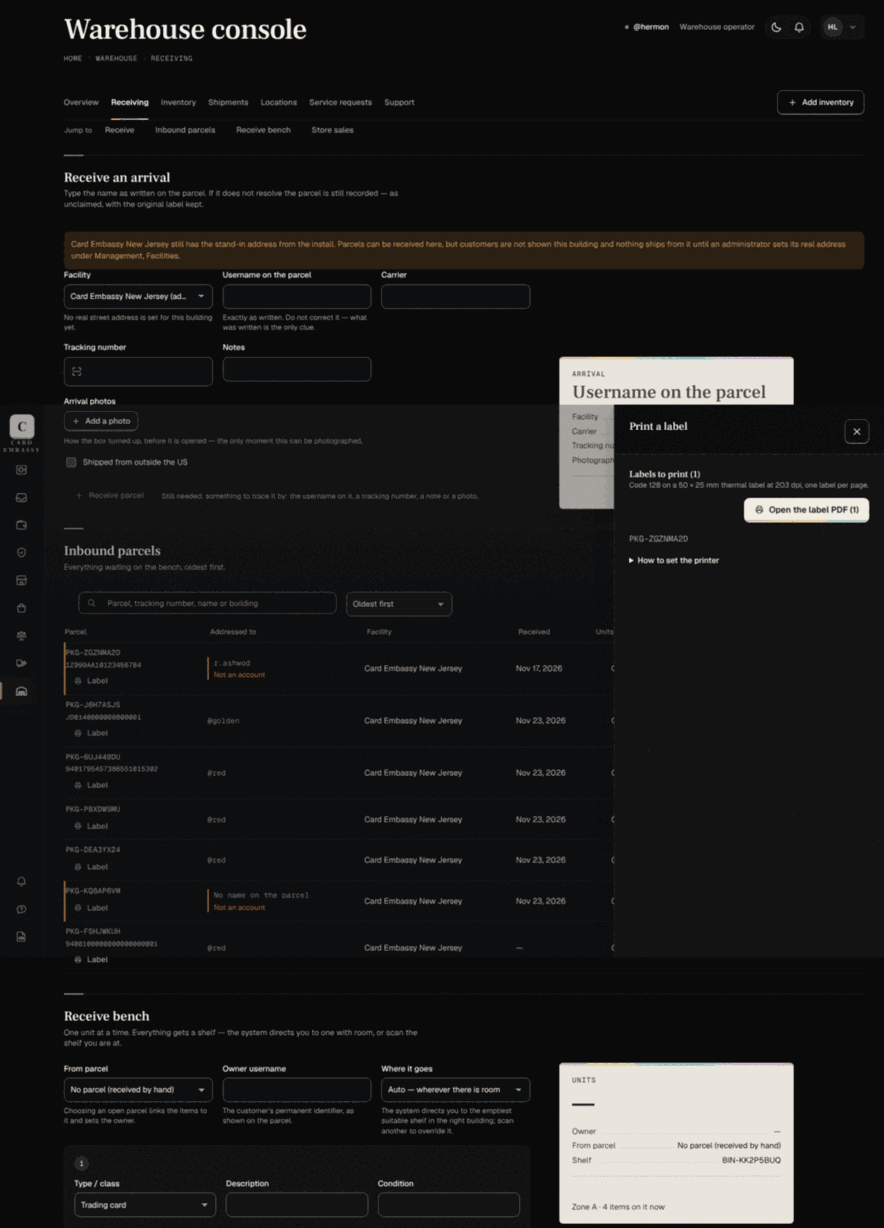 Warehouse console
@hermon Warehouse operator HL
HOME · WAREHOUSE · RECEIVING
Overview Receiving Inventory Shipments Locations Service requests Support
+ Add inventory
Jump to Receive Inbound parcels Receive bench Store sales
Receive an arrival
Type the name as written on the parcel. If it does not resolve the parcel is still recorded — as
unclaimed, with the original label kept.
Card Embassy New Jersey still has the stand-in address from the install. Parcels can be received here, but customers are not shown this building and nothing ships from it until an administrator sets its real address
under Management, Facilities.
Facility Username on the parcel Carrier
Card Embassy New Jersey (ad…
No real street address is set for this building
yet.
Exactly as written. Do not correct it — what
was written is the only clue.
Tracking number Notes
Arrival photos
+ Add a photo
How the box turned up, before it is opened — the only moment this can be photographed.
Shipped from outside the US
+ Receive parcel Still needed: something to trace it by: the username on it, a tracking number, a note or a photo.
ARRIVAL
Username on the parcel
Facility
Carrier
Tracking nu
Photograph
C
CARD
EMBASSY
Print a label
Labels to print (1)
Code 128 on a 50 × 25 mm thermal label at 203 dpi, one label per page.
Open the label PDF (1)
PKG-ZGZNMA2D
How to set the printer
Inbound parcels
Everything waiting on the bench, oldest first.
Parcel, tracking number, name or building
Oldest first
Parcel Addressed to Facility Received Units
PKG-ZGZNMA2D
1Z999AA10123456784
Label
r.ashwod
Not an account
Card Embassy New Jersey Nov 17, 2026
PKG-J6H7ASJS
JD0140000000000001
Label
@golden Card Embassy New Jersey Nov 23, 2026
PKG-6UJ449DU
9401795457386551015302
Label
@red Card Embassy New Jersey Nov 23, 2026
PKG-P8XDWSMU
Label
@red Card Embassy New Jersey Nov 23, 2026
PKG-DEA3YX24
Label
@red Card Embassy New Jersey Nov 23, 2026
PKG-KQ8AP6VM
Label
No name on the parcel
Not an account
Card Embassy New Jersey Nov 23, 2026
PKG-FSHJWKUH
Label
@red Card Embassy New Jersey —
Receive bench
One unit at a time. Everything gets a shelf — the system directs you to one with room, or scan the
shelf you are at.
From parcel Owner username Where it goes
No parcel (received by hand) Auto — wherever there is room
Choosing an open parcel links the items to
it and sets the owner.
The customer's permanent identifier, as
shown on the parcel.
The system directs you to the emptiest
suitable shelf in the right building; scan
another to override it.
1
Type / class Description Condition
Trading card
UNITS
—
Owner —
From parcel No parcel (received by hand)
Shelf BIN-KK2P5BUQ
Zone A · 4 items on it now